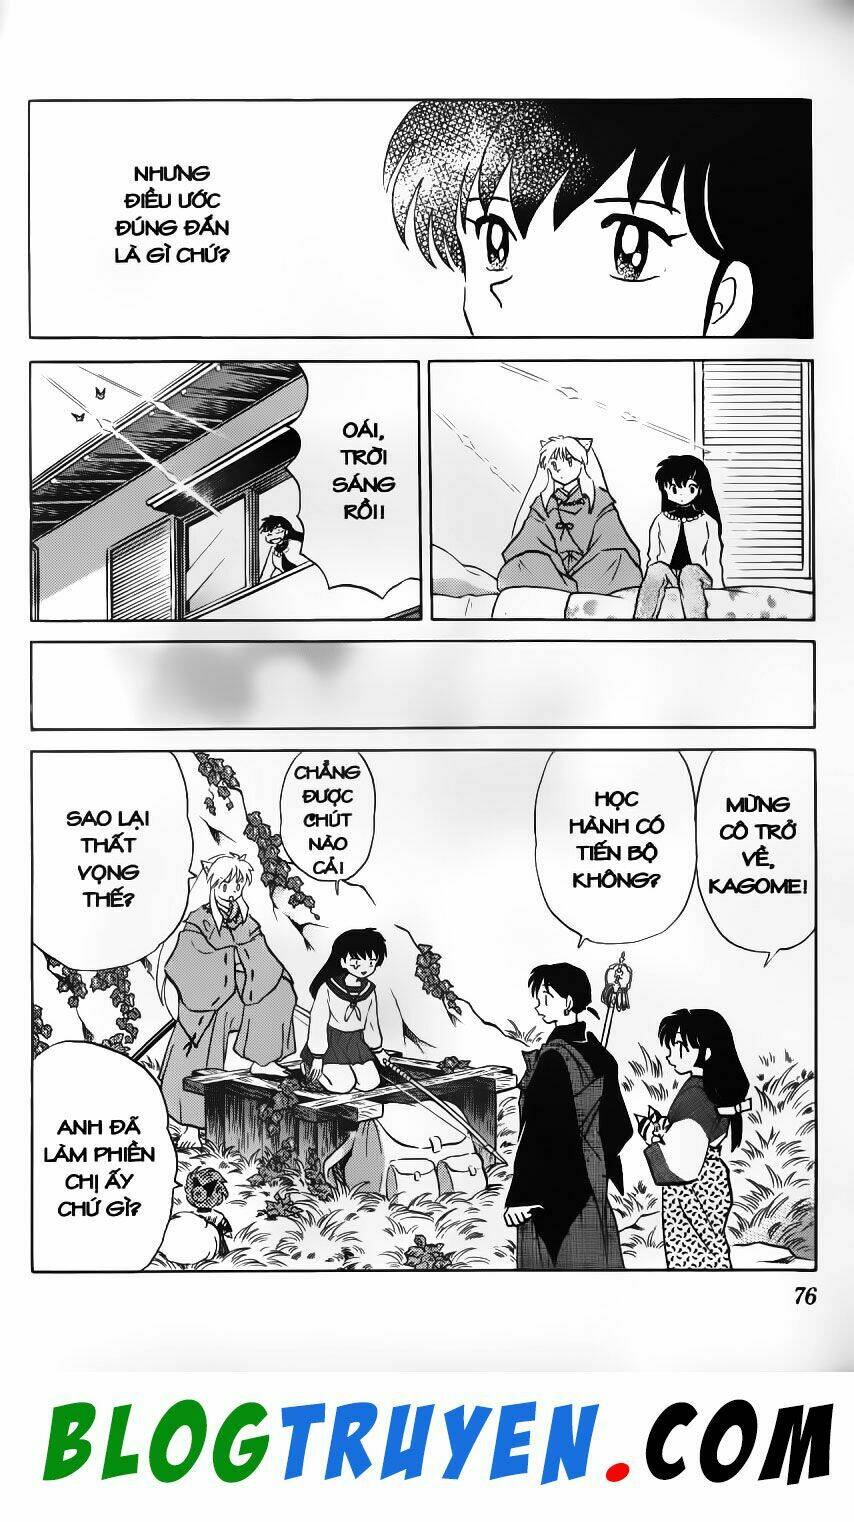 NHƯNG
ĐIỀU ƯỚC
ĐÚNG ĐẮN
LÀ GÌ CHỨ?
OÁI,
TRỜI
SÁNG
RỒI!
SAO LẠI
THẤT
VỌNG
THẾ?
CHẲNG
ĐƯỢC
CHÚT
NÀO
CẢ!
HỌC
HÀNH CÓ
TIẾN BỘ
KHÔNG?
MỪNG
CÔ TRỞ
VỀ,
KAGOME!
ANH ĐÃ
LÀM PHIỀN
CHỊ ẤY
CHỨ GÌ?
76
BLOGTRUYEN.COM